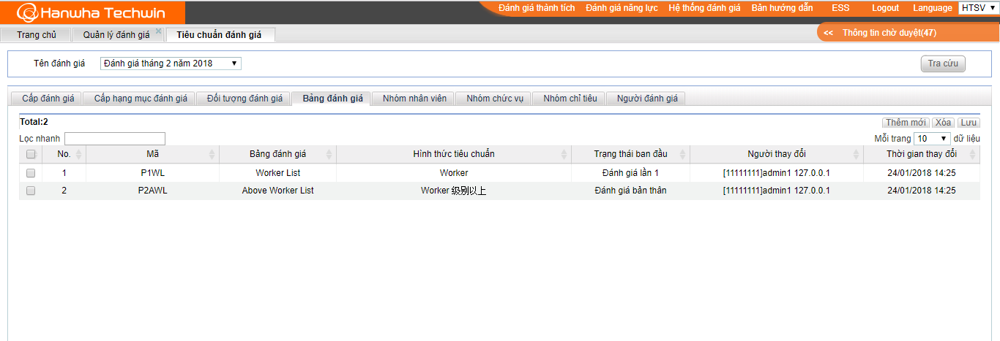 Hanwha Techwin Đánh giá thành tích Đánh giá năng lực Hệ thống đánh giá Bản hướng dẫn ESS Logout Language HTSV
Trang chủ Quản lý đánh giá Tiêu chuẩn đánh giá << Thông tin chờ duyệt(47)
Tên đánh giá Đánh giá tháng 2 năm 2018 Tra cứu
Cấp đánh giá Cấp hạng mục đánh giá Đối tượng đánh giá Bảng đánh giá Nhóm nhân viên Nhóm chức vụ Nhóm chỉ tiêu Người đánh giá
Total:2 Thêm mới Xóa Lưu
Lọc nhanh Mỗi trang 10 dữ liệu
No. Mã Bảng đánh giá Hình thức tiêu chuẩn Trạng thái ban đầu Người thay đổi Thời gian thay đổi
1 P1WL Worker List Worker Đánh giá lần 1 [11111111]admin1 127.0.0.1 24/01/2018 14:25
2 P2AWL Above Worker List Worker 级别以上 Đánh giá bản thân [11111111]admin1 127.0.0.1 24/01/2018 14:25